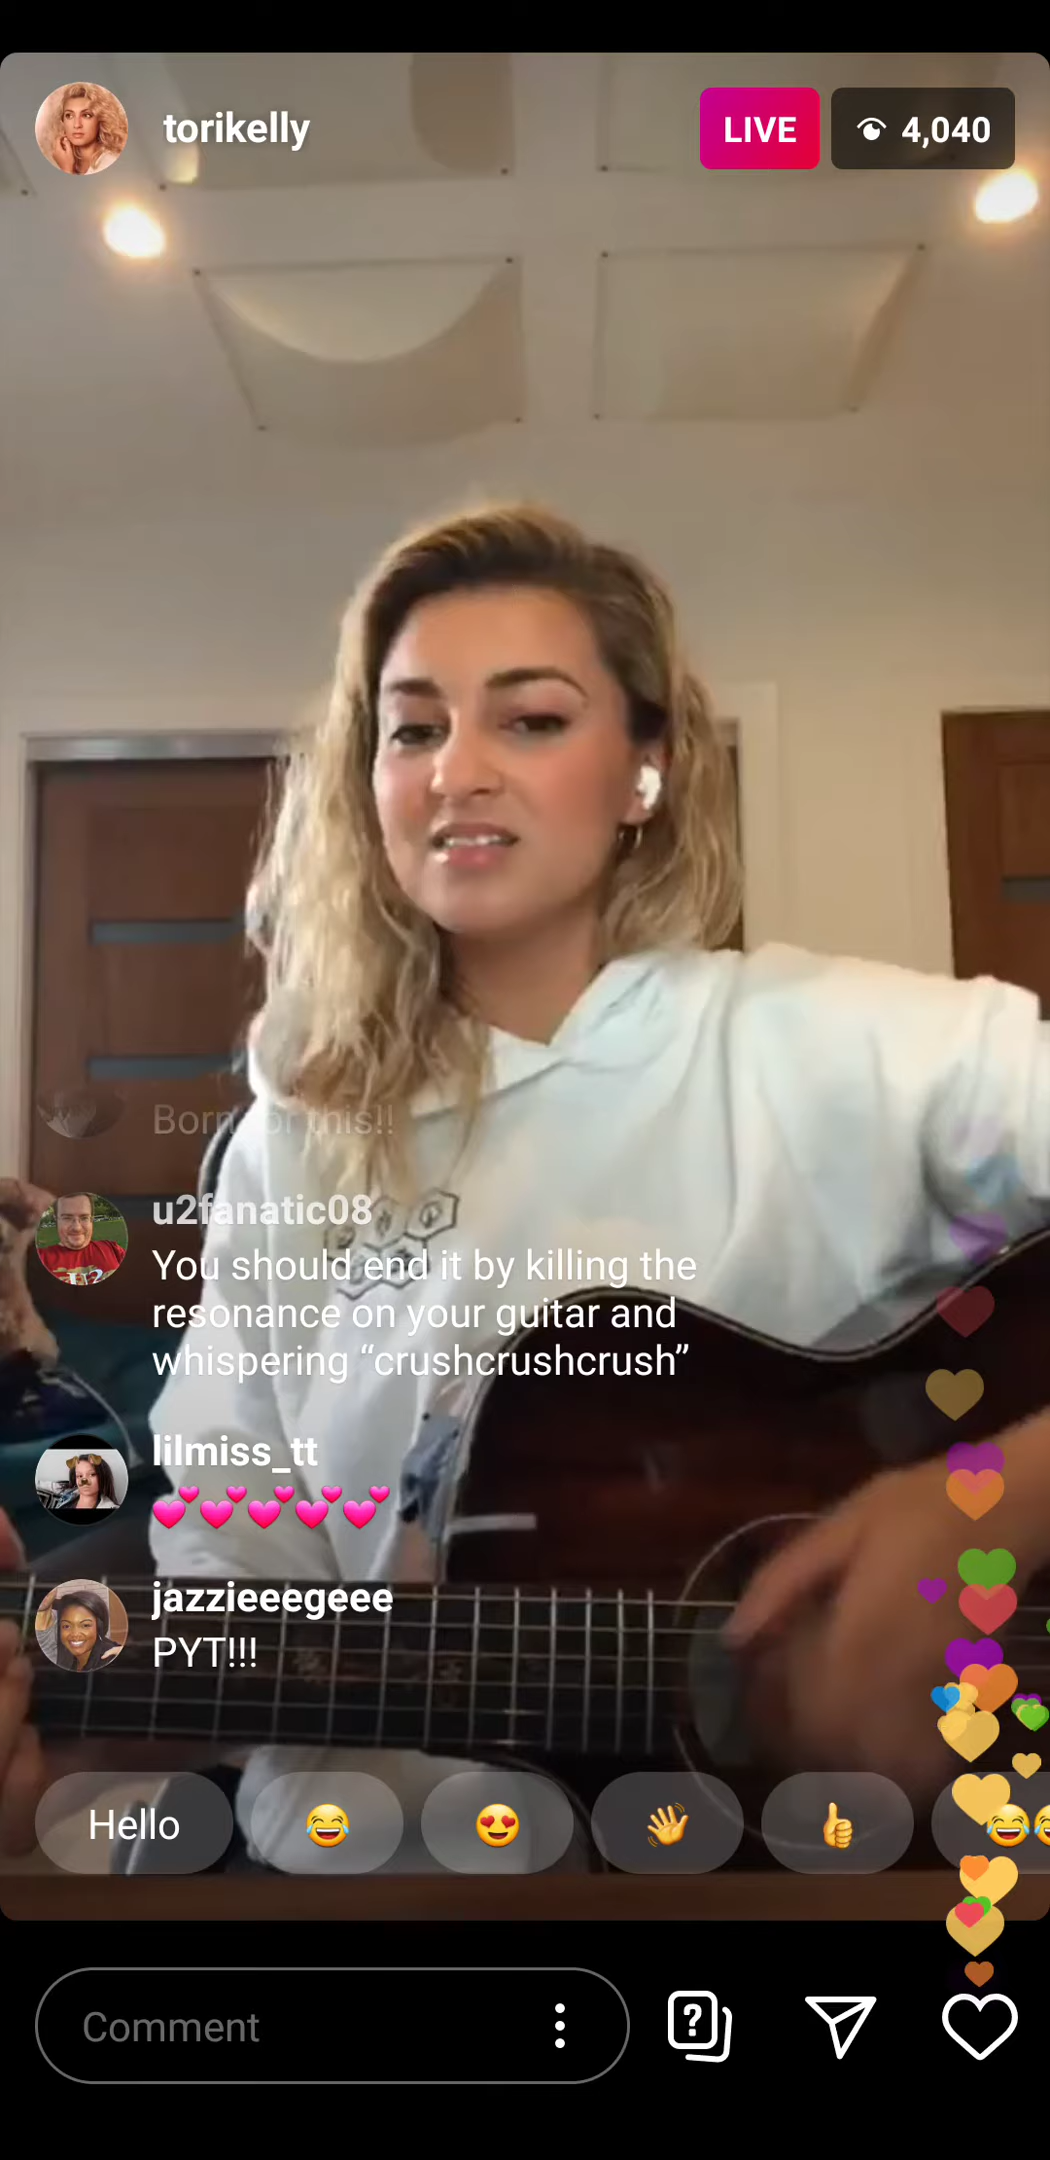 torikelly
LIVE
4,040
Born for this!!
u2fanatic08
You should end it by killing the
resonance on your guitar and
whispering “crushcrushcrush”
lilmiss_tt
💕💕💕💕💕
jazzieeegeee
PYT!!!
Hello 😂 😍 👋 👍 😂
Comment